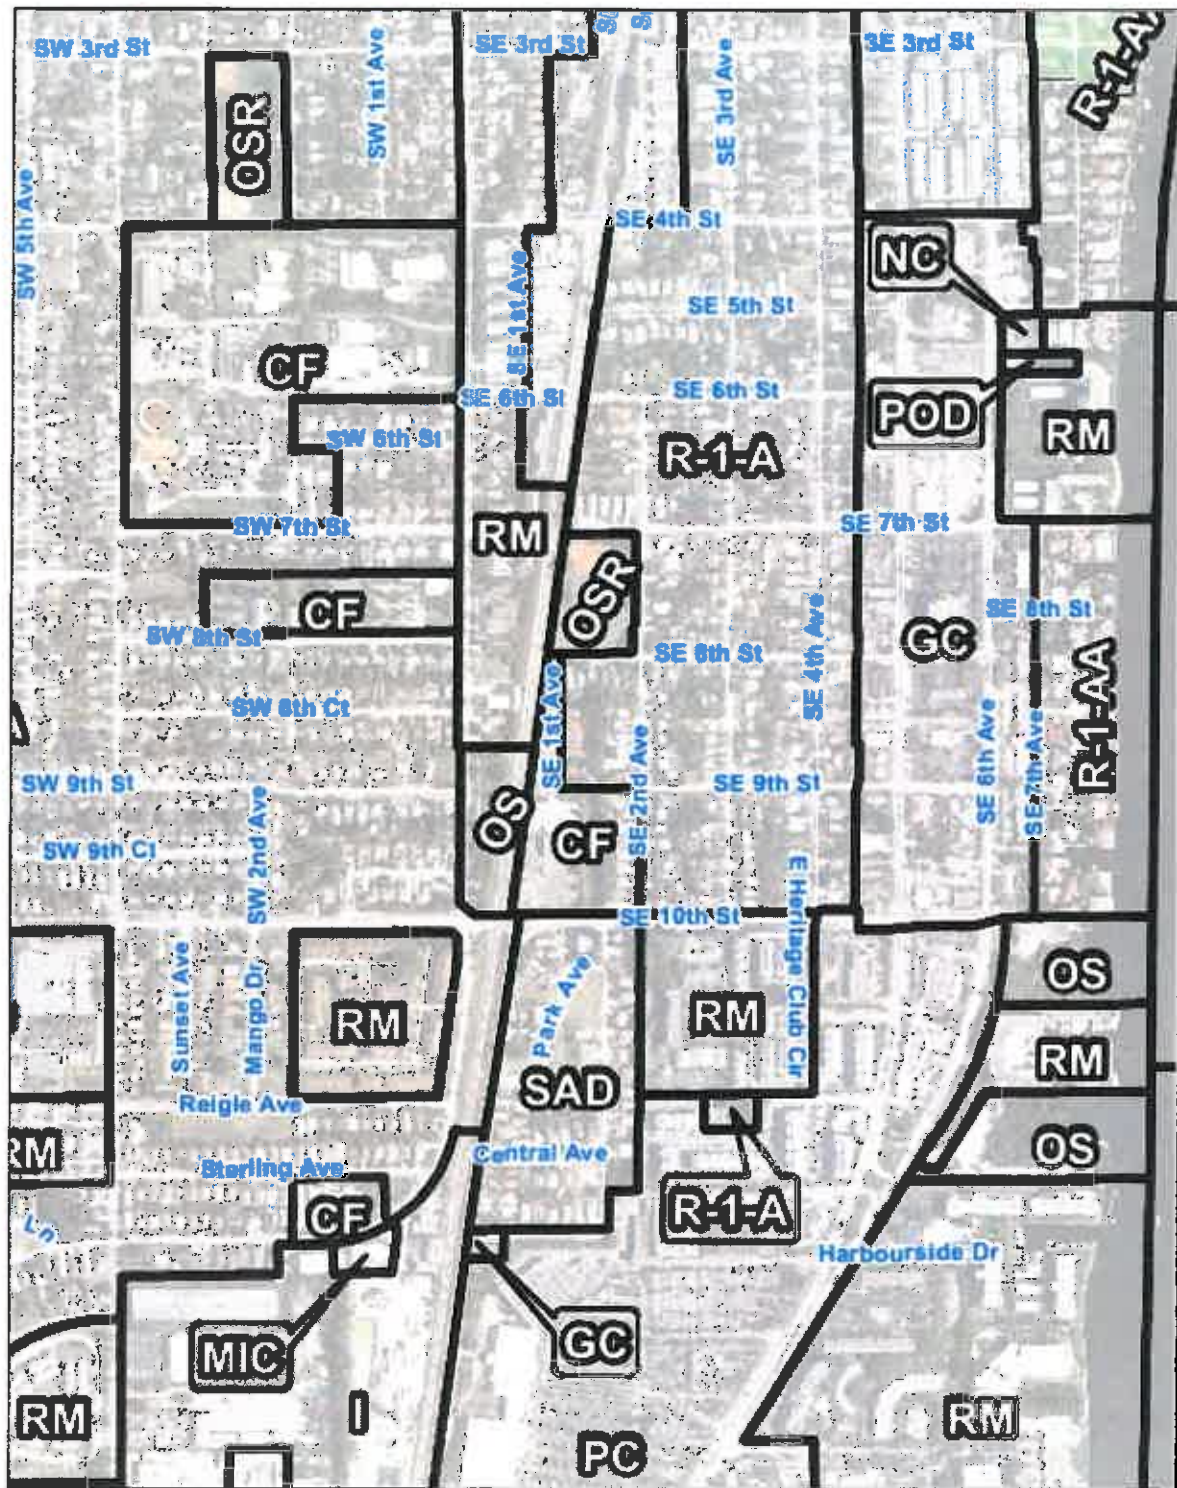 SW 3rd St
SE 3rd St
3E 3rd St
SW 1st Ave
SE 3rd Ave
R-1-AA
OSR
SW 5th Ave
SE 4th St
NC
SE 1st Ave
SE 5th St
CF
SE 6th St
SE 6th St
SW 6th St
POD
RM
R-1-A
SW 7th St
RM
SE 7th St
OSR
CF
SE 8th St
SW 8th St
SE 4th Ave
GC
SE 8th St
SW 8th Ct
SE 1st Ave
R-1-AA
SW 9th St
SE 9th St
SE 6th Ave
SE 7th Ave
OS
SE 2nd Ave
CF
SW 9th Ct
SW 2nd Ave
E Heritage Club Cir
SE 10th St
OS
Sunset Ave
Mango Dr
RM
Park Ave
RM
RM
SAD
Reigle Ave
RM
Sterling Ave
Central Ave
OS
CF
R-1-A
Ln
Harbourside Dr
MIC
GC
RM
I
PC
RM